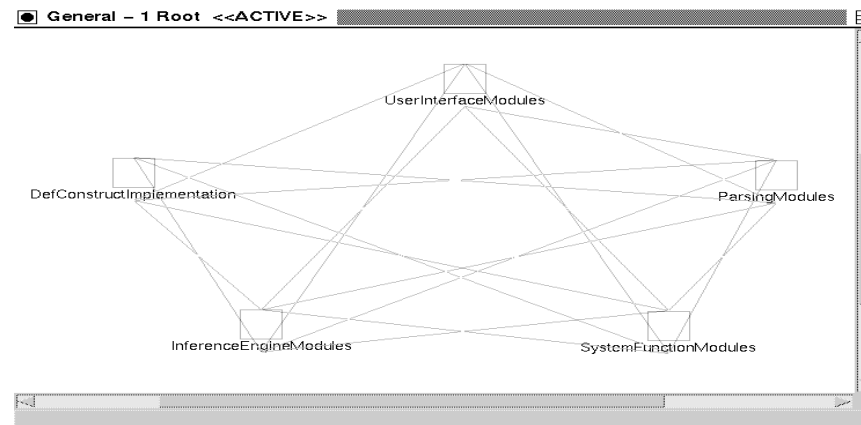 General – 1 Root <<ACTIVE>>
UserInterfaceModules
DefConstructImplementation
ParsingModules
InferenceEngineModules
SystemFunctionModules